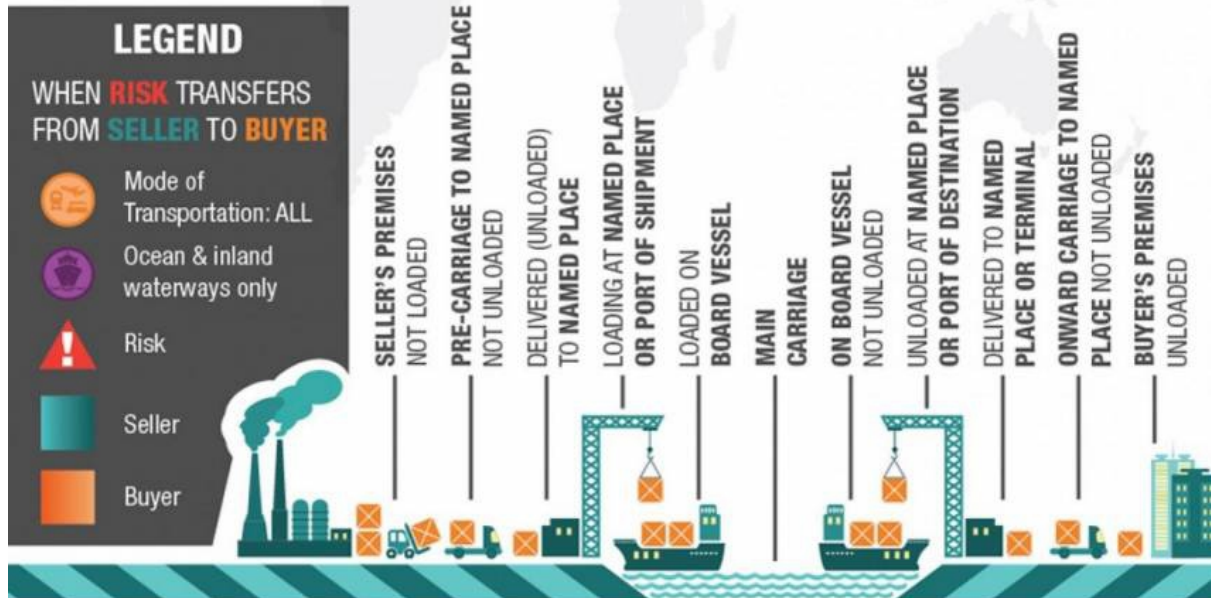 LEGEND
WHEN RISK TRANSFERS
FROM SELLER TO BUYER
Mode of
Transportation: ALL
Ocean & inland
waterways only
Risk
Seller
Buyer
SELLER'S PREMISES
NOT LOADED
PRE-CARRIAGE TO NAMED PLACE
NOT UNLOADED
DELIVERED (UNLOADED)
TO NAMED PLACE
LOADING AT NAMED PLACE
OR PORT OF SHIPMENT
LOADED ON
BOARD VESSEL
MAIN
CARRIAGE
ON BOARD VESSEL
NOT UNLOADED
UNLOADED AT NAMED PLACE
OR PORT OF DESTINATION
DELIVERED TO NAMED
PLACE OR TERMINAL
ONWARD CARRIAGE TO NAMED
PLACE NOT UNLOADED
BUYER'S PREMISES
UNLOADED